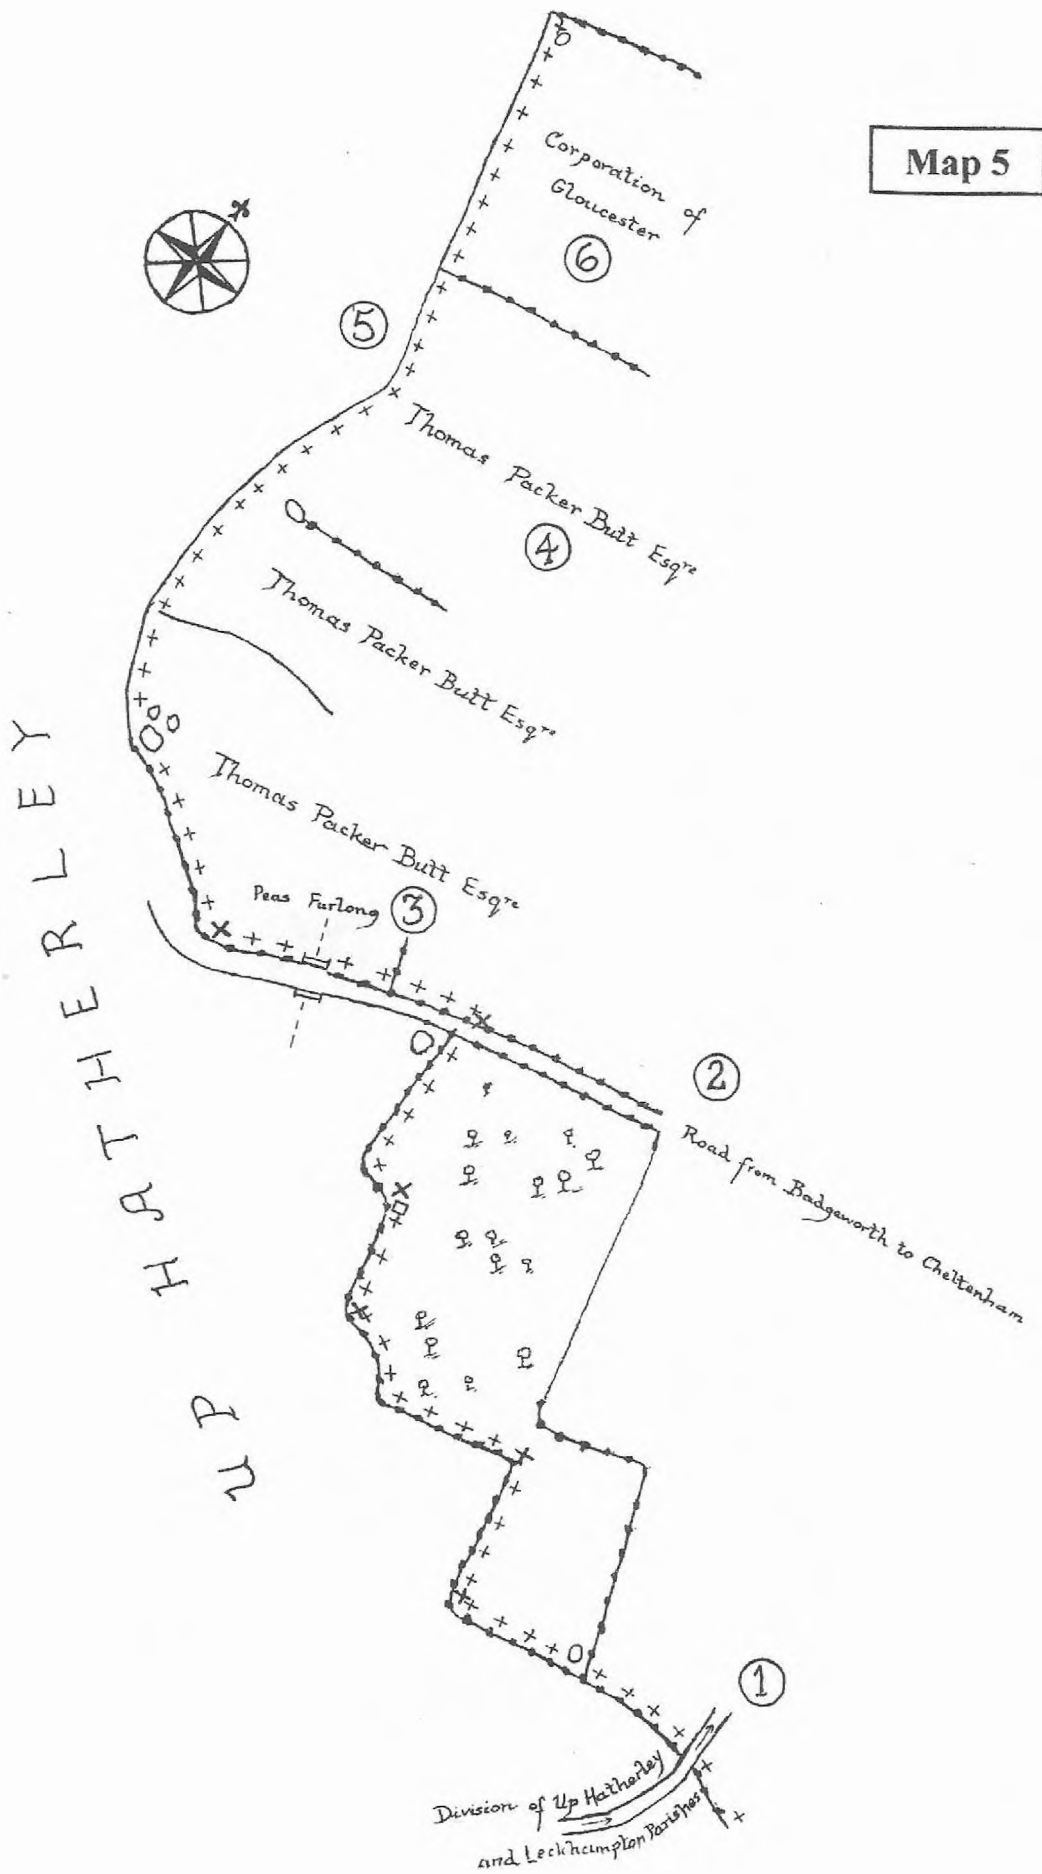 Map 5
Corporation of
Gloucester
⑥
⑤
Thomas Packer Butt Esqre
④
Thomas Packer Butt Esqre
Thomas Packer Butt Esqre
Peas Furlong
③
②
Road from Badgeworth to Cheltenham
UP HATHERLEY
①
Division of Up Hatherley
and Leckhampton Parishes